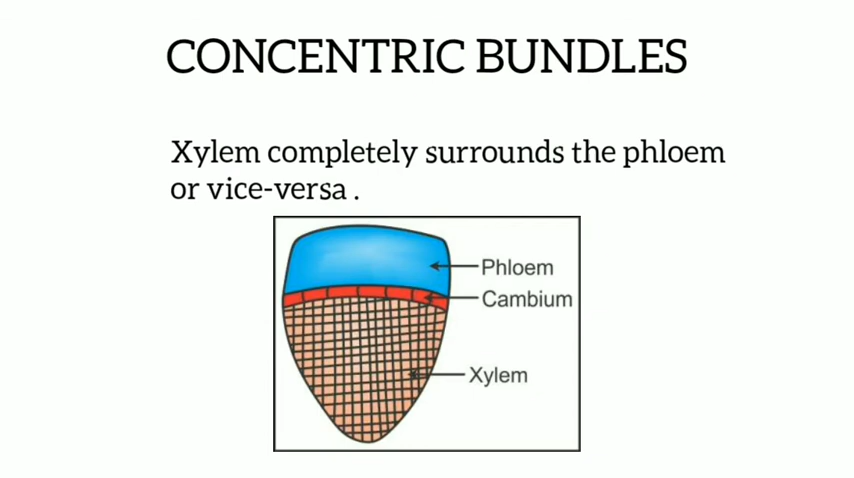 CONCENTRIC BUNDLES
Xylem completely surrounds the phloem
or vice-versa .
Phloem
Cambium
Xylem